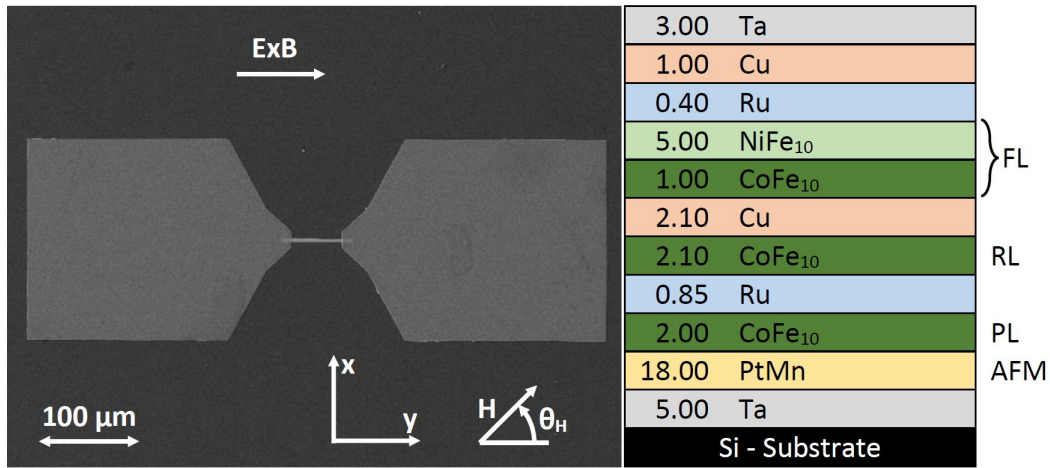 ExB
x
y
H
θH
100 µm
3.00 Ta
1.00 Cu
0.40 Ru
5.00 NiFe10
1.00 CoFe10
FL
2.10 Cu
2.10 CoFe10 RL
0.85 Ru
2.00 CoFe10 PL
18.00 PtMn AFM
5.00 Ta
Si - Substrate